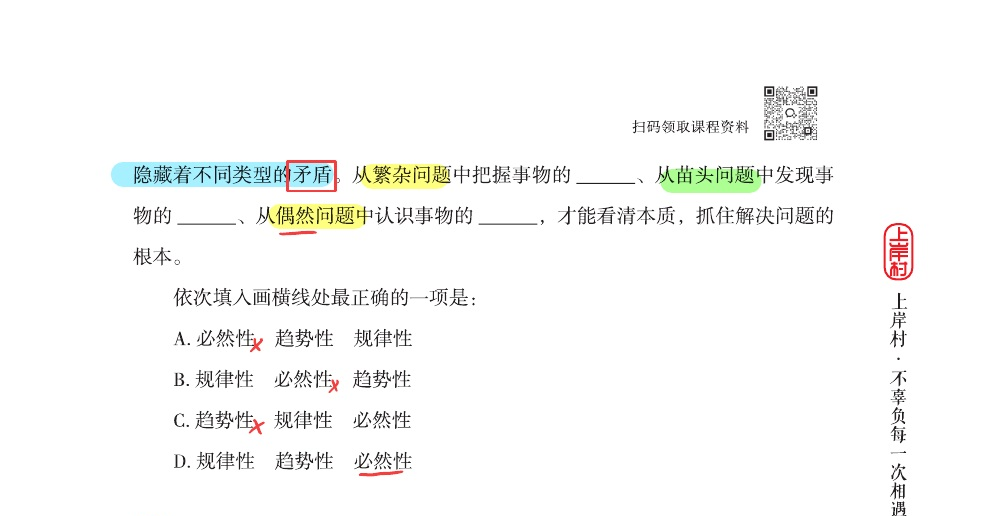 扫码领取课程资料
隐藏着不同类型的矛盾。从繁杂问题中把握事物的______、从苗头问题中发现事
物的______、从偶然问题中认识事物的______，才能看清本质，抓住解决问题的
根本。
依次填入画横线处最正确的一项是：
A. 必然性 趋势性 规律性
B. 规律性 必然性 趋势性
C. 趋势性 规律性 必然性
D. 规律性 趋势性 必然性
上岸村
上岸村·不辜负每一次相遇